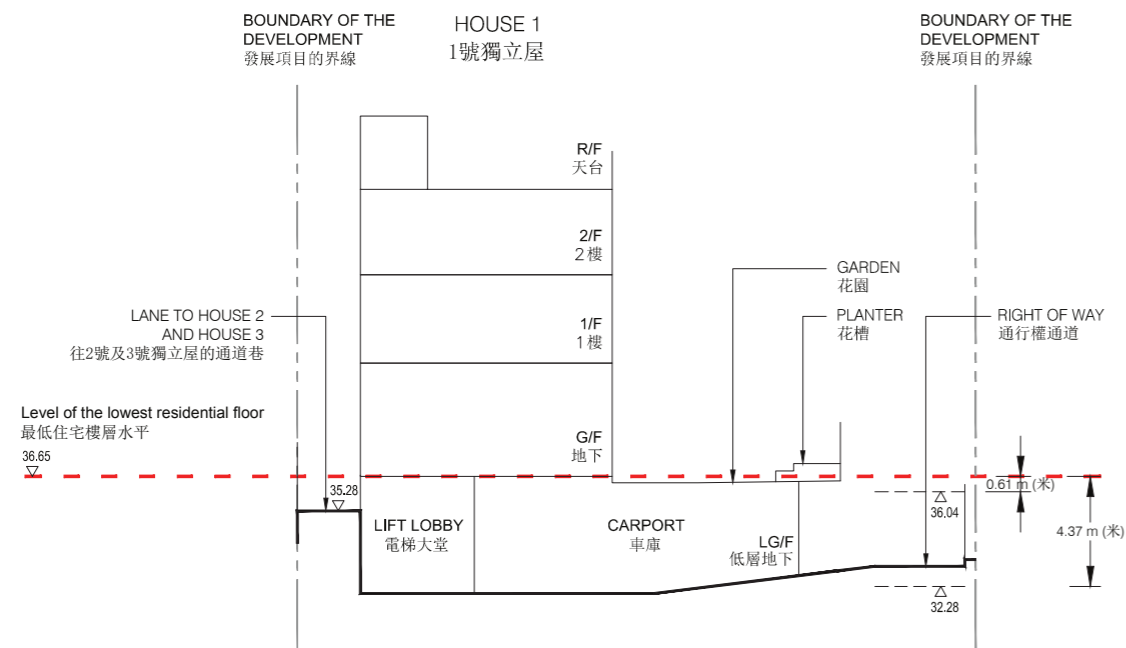 BOUNDARY OF THE
DEVELOPMENT
發展項目的界線
HOUSE 1
1號獨立屋
BOUNDARY OF THE
DEVELOPMENT
發展項目的界線
R/F
天台
2/F
2樓
1/F
1樓
G/F
地下
GARDEN
花園
PLANTER
花槽
RIGHT OF WAY
通行權通道
LANE TO HOUSE 2
AND HOUSE 3
往2號及3號獨立屋的通道巷
Level of the lowest residential floor
最低住宅樓層水平
36.65
35.28
LIFT LOBBY
電梯大堂
CARPORT
車庫
LG/F
低層地下
0.61 m (米)
36.04
4.37 m (米)
32.28